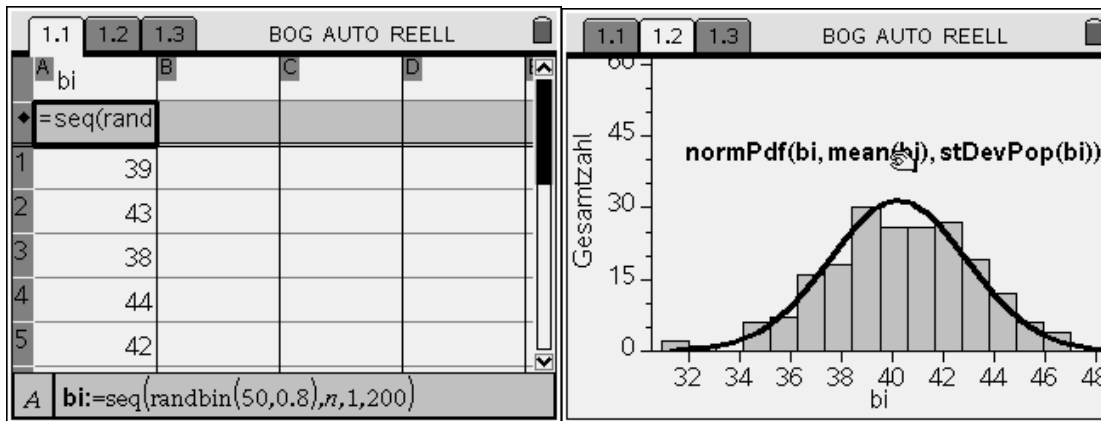 1.1 1.2 1.3 BOG AUTO REELL
A bi B C D
=seq(rand
1 39
2 43
3 38
4 44
5 42
A bi:=seq(randbin(50,0.8),n,1,200)
1.1 1.2 1.3 BOG AUTO REELL
60
45
30
15
0
Gesamtzahl
normPdf(bi, mean(bi), stDevPop(bi))
32 34 36 38 40 42 44 46 48
bi